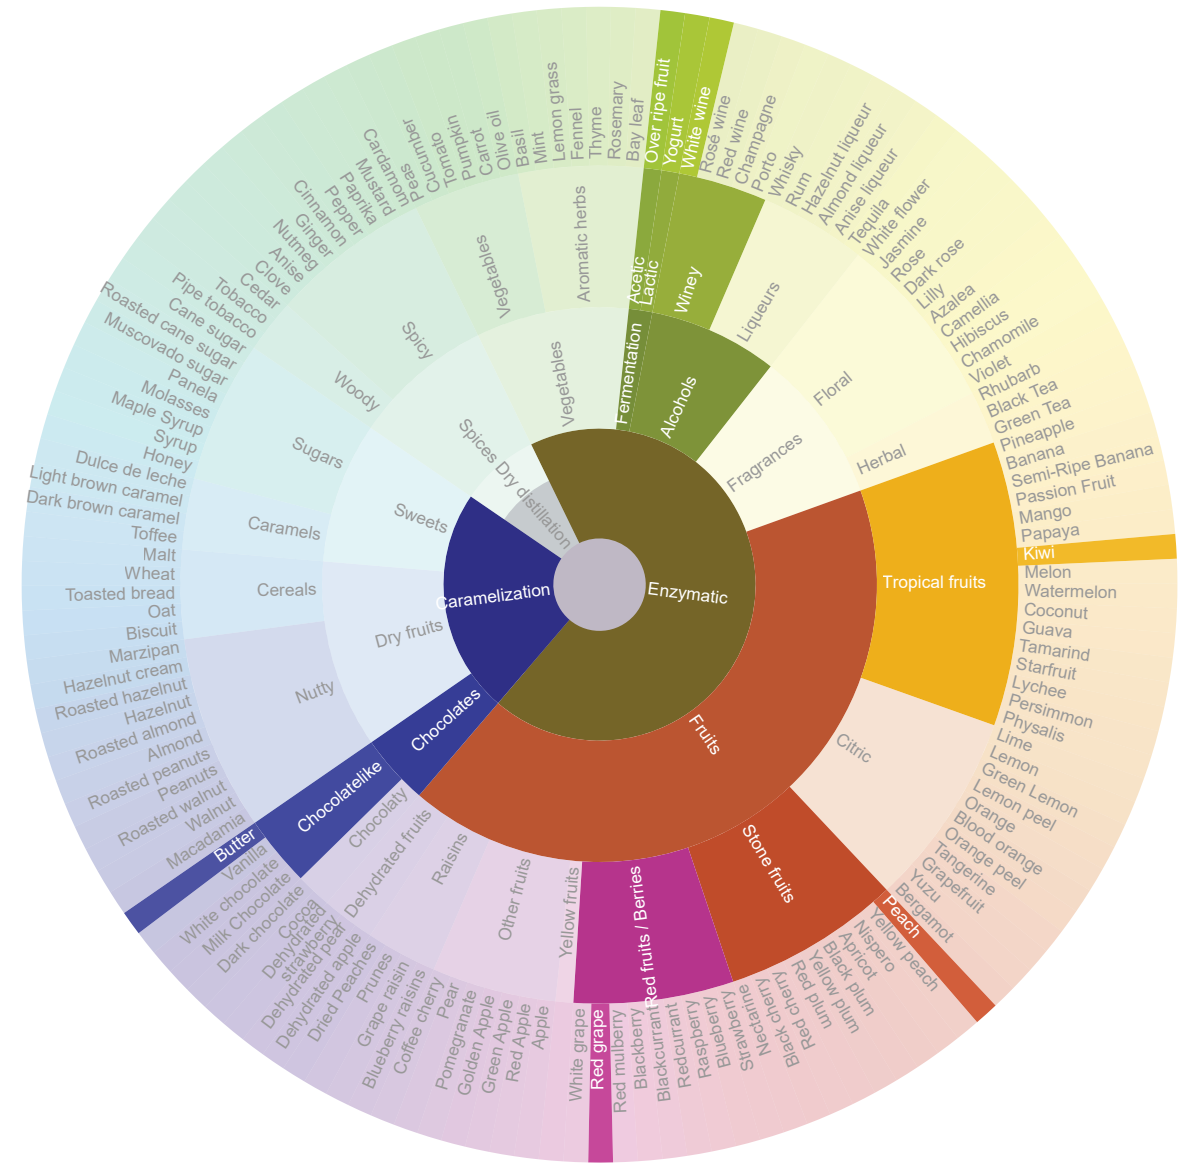 Enzymatic
Caramelization
Dry distillation
Fruits
Chocolates
Dry fruits
Sweets
Spices
Vegetables
Fermentation
Alcohols
Fragrances
Tropical fruits
Citric
Stone fruits
Red fruits / Berries
Yellow fruits
Other fruits
Raisins
Dehydrated fruits
Chocolaty
Chocolatelike
Nutty
Cereals
Caramels
Sugars
Woody
Spicy
Vegetables
Aromatic herbs
Acetic
Lactic
Winey
Liqueurs
Floral
Herbal
Over ripe fruit
Yogurt
White wine
Rosé wine
Red wine
Champagne
Porto
Whisky
Rum
Hazelnut liqueur
Almond liqueur
Anise liqueur
Tequila
White flower
Jasmine
Rose
Dark rose
Lilly
Azalea
Camellia
Hibiscus
Chamomile
Violet
Rhubarb
Black Tea
Green Tea
Pineapple
Banana
Semi-Ripe Banana
Passion Fruit
Mango
Papaya
Kiwi
Melon
Watermelon
Coconut
Guava
Tamarind
Starfruit
Lychee
Persimmon
Physalis
Lime
Lemon
Green Lemon
Lemon peel
Orange
Blood orange
Orange peel
Tangerine
Grapefruit
Yuzu
Bergamot
Peach
Yellow peach
Nispero
Apricot
Black plum
Yellow plum
Red plum
Red cherry
Black cherry
Nectarine
Strawberry
Blueberry
Raspberry
Redcurrant
Blackcurrant
Blackberry
Red mulberry
Red grape
White grape
Apple
Red Apple
Green Apple
Golden Apple
Pomegranate
Pear
Coffee cherry
Blueberry raisins
Grape raisin
Prunes
Dried Peaches
Dehydrated apple
Dehydrated pear
Dehydrated
strawberry
Cocoa
Dark chocolate
Milk Chocolate
White chocolate
Vanilla
Butter
Macadamia
Walnut
Roasted walnut
Peanuts
Roasted peanuts
Almond
Roasted almond
Hazelnut
Roasted hazelnut
Hazelnut cream
Marzipan
Biscuit
Oat
Toasted bread
Wheat
Malt
Toffee
Dark brown caramel
Light brown caramel
Dulce de leche
Honey
Syrup
Maple Syrup
Molasses
Panela
Muscovado sugar
Roasted cane sugar
Cane sugar
Pipe tobacco
Tobacco
Cedar
Clove
Anise
Nutmeg
Ginger
Cinnamon
Pepper
Paprika
Mustard
Cardamom
Peas
Cucumber
Tomato
Pumpkin
Carrot
Olive oil
Basil
Mint
Lemon grass
Fennel
Thyme
Rosemary
Bay leaf